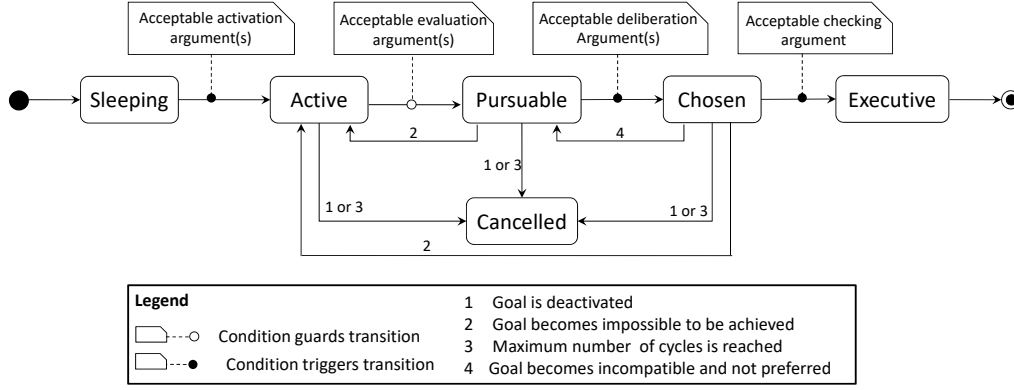 Acceptable activation
argument(s)
Acceptable evaluation
argument(s)
Acceptable deliberation
Argument(s)
Acceptable checking
argument
Sleeping
Active
Pursuable
Chosen
Executive
2
4
1 or 3
1 or 3
1 or 3
Cancelled
2
Legend
Condition guards transition
Condition triggers transition
1 Goal is deactivated
2 Goal becomes impossible to be achieved
3 Maximum number of cycles is reached
4 Goal becomes incompatible and not preferred